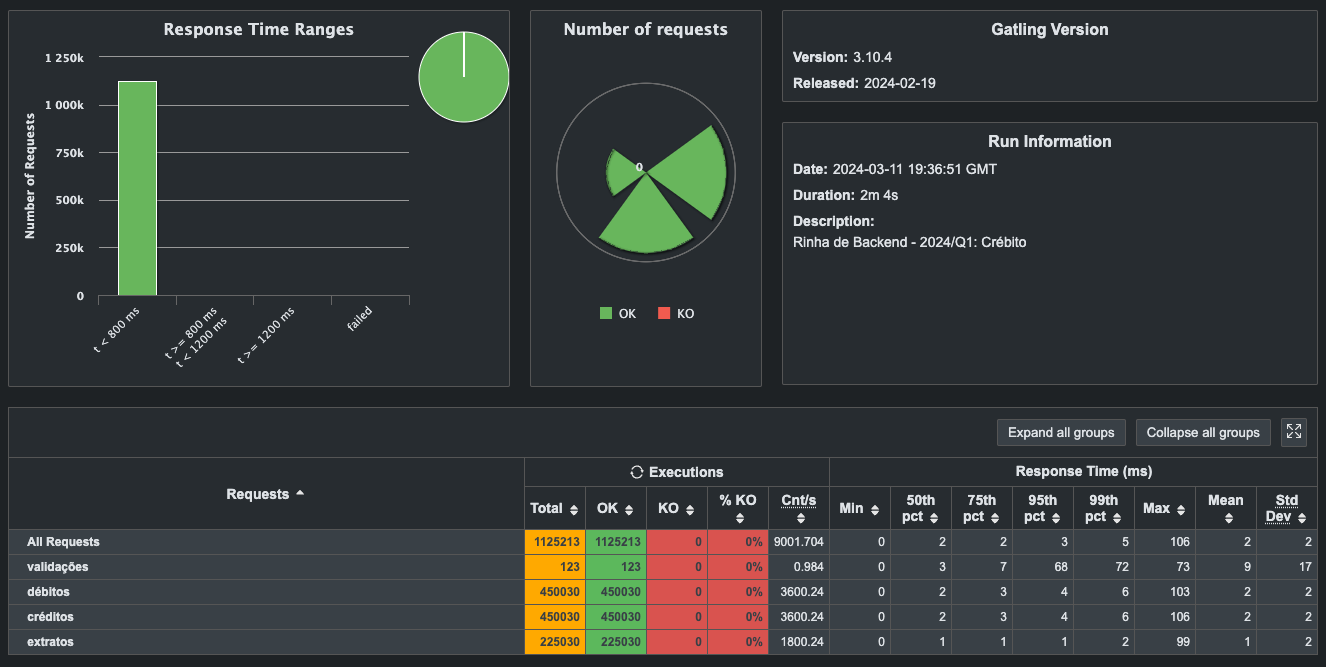 Response Time Ranges
Number of Requests
1 250k
1 000k
750k
500k
250k
0
t < 800 ms
t >= 800 ms
t < 1200 ms
t >= 1200 ms
failed
Number of requests
0
OK KO
Gatling Version
Version: 3.10.4
Released: 2024-02-19
Run Information
Date: 2024-03-11 19:36:51 GMT
Duration: 2m 4s
Description:
Rinha de Backend - 2024/Q1: Crébito
Expand all groups Collapse all groups
Requests Executions Response Time (ms)
Total OK KO % KO Cnt/s Min 50th pct 75th pct 95th pct 99th pct Max Mean Std Dev
All Requests 1125213 1125213 0 0% 9001.704 0 2 2 3 5 106 2 2
validações 123 123 0 0% 0.984 0 3 7 68 72 73 9 17
débitos 450030 450030 0 0% 3600.24 0 2 3 4 6 103 2 2
créditos 450030 450030 0 0% 3600.24 0 2 3 4 6 106 2 2
extratos 225030 225030 0 0% 1800.24 0 1 1 1 2 99 1 2